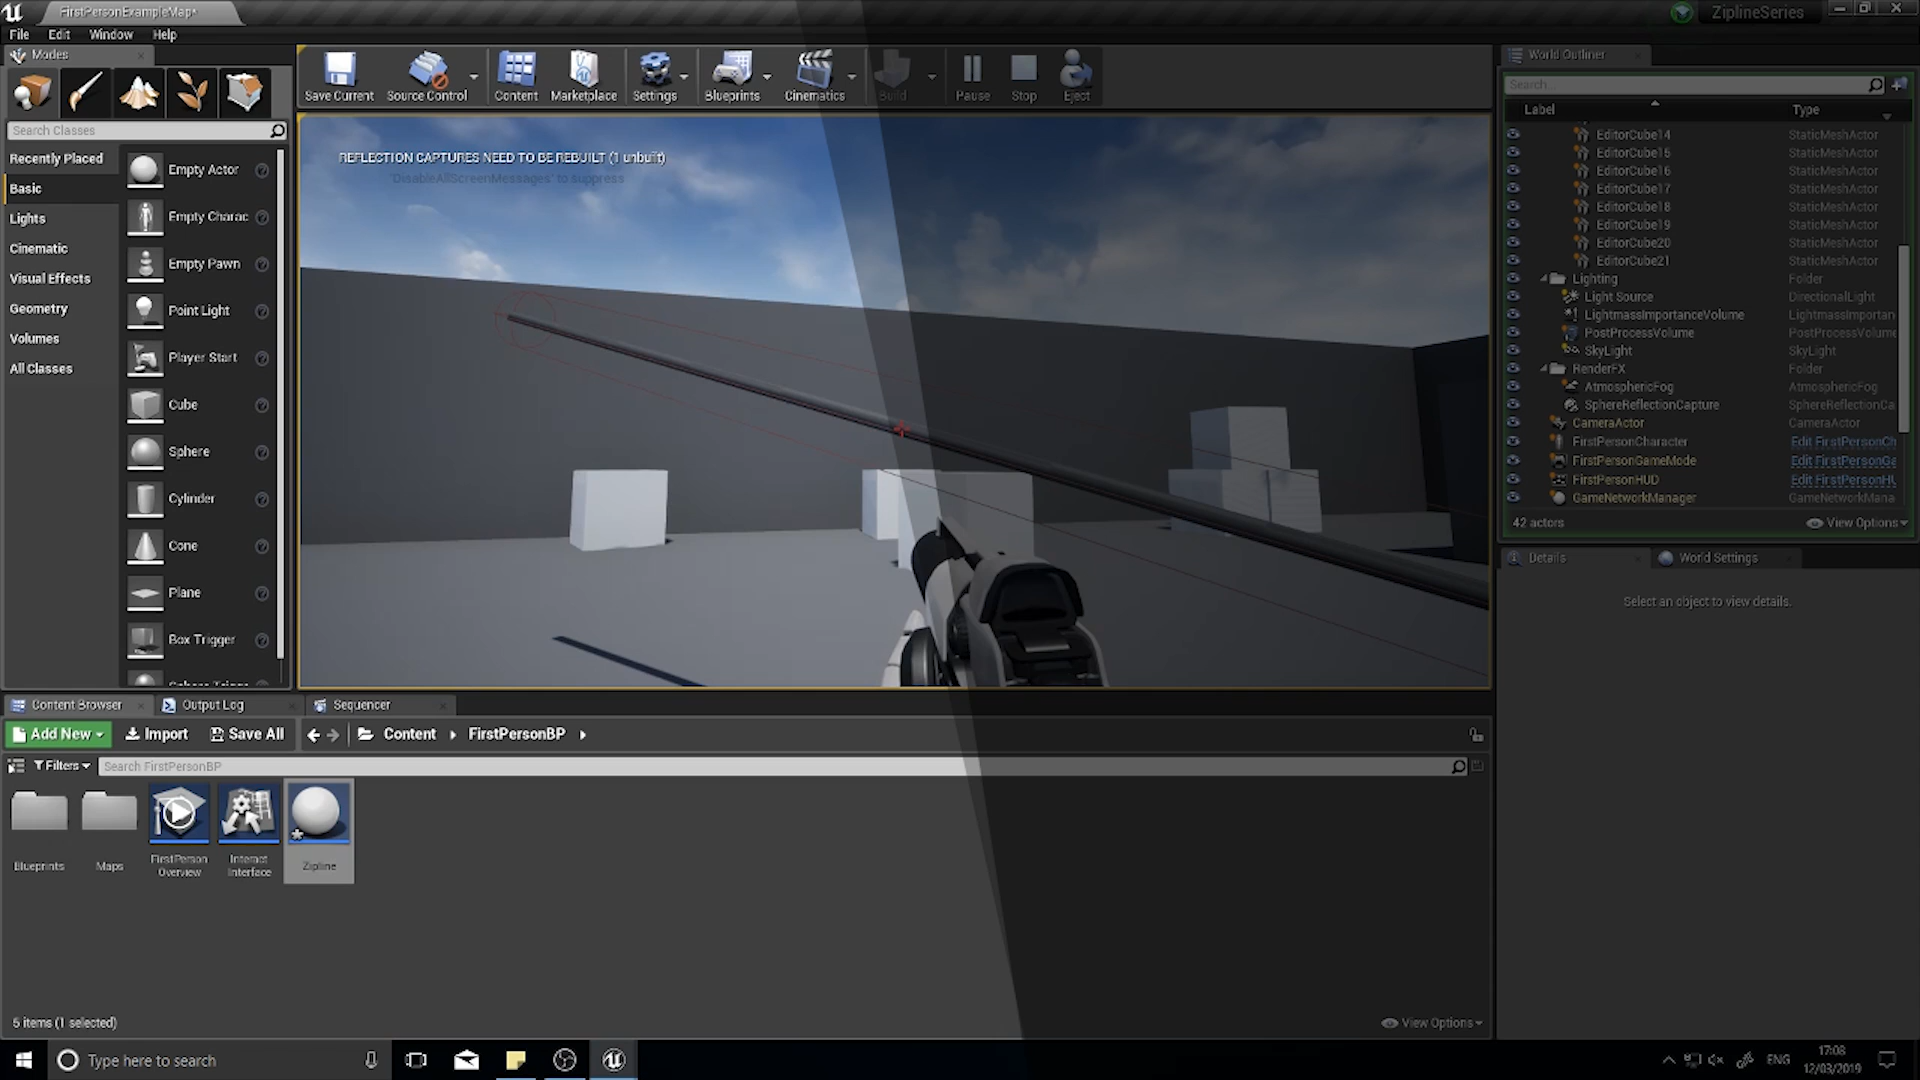 FirstPersonExampleMap*
ZiplineSeries
File Edit Window Help
Modes
Search Classes
Recently Placed
Basic
Lights
Cinematic
Visual Effects
Geometry
Volumes
All Classes
Empty Actor
Empty Charac
Empty Pawn
Point Light
Player Start
Cube
Sphere
Cylinder
Cone
Plane
Box Trigger
Save Current
Source Control
Content
Marketplace
Settings
Blueprints
Cinematics
Build
Pause
Stop
Eject
REFLECTION CAPTURES NEED TO BE REBUILT (1 unbuilt)
'DisableAllScreenMessages' to suppress
World Outliner
Search...
Label Type
EditorCube14 StaticMeshActor
EditorCube15 StaticMeshActor
EditorCube16 StaticMeshActor
EditorCube17 StaticMeshActor
EditorCube18 StaticMeshActor
EditorCube19 StaticMeshActor
EditorCube20 StaticMeshActor
EditorCube21 StaticMeshActor
Lighting Folder
Light Source DirectionalLight
LightmassImportanceVolume LightmassImportan
PostProcessVolume PostProcessVolume
SkyLight SkyLight
RenderFX Folder
AtmosphericFog AtmosphericFog
SphereReflectionCapture SphereReflectionCa
CameraActor CameraActor
FirstPersonCharacter Edit FirstPersonCh
FirstPersonGameMode Edit FirstPersonGa
FirstPersonHUD Edit FirstPersonHU
GameNetworkManager GameNetworkMana
42 actors View Options
Details World Settings
Select an object to view details.
Content Browser Output Log Sequencer
Add New Import Save All Content FirstPersonBP
Filters Search FirstPersonBP
Blueprints
Maps
FirstPerson
Overview
Interact
Interface
Zipline
5 items (1 selected) View Options
Type here to search
ENG
17:08
12/03/2019